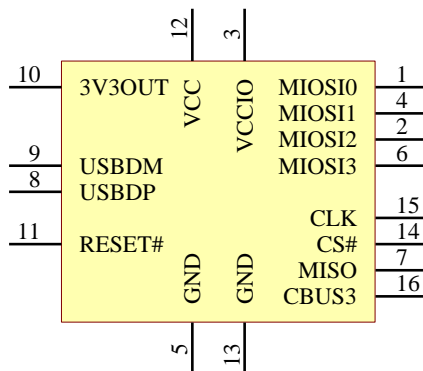 12 3
10 3V3OUT VCC VCCIO MIOSI0 1
MIOSI1 4
MIOSI2 2
9 USBDM MIOSI3 6
8 USBDP
CLK 15
11 RESET# CS# 14
GND GND MISO 7
CBUS3 16
5 13